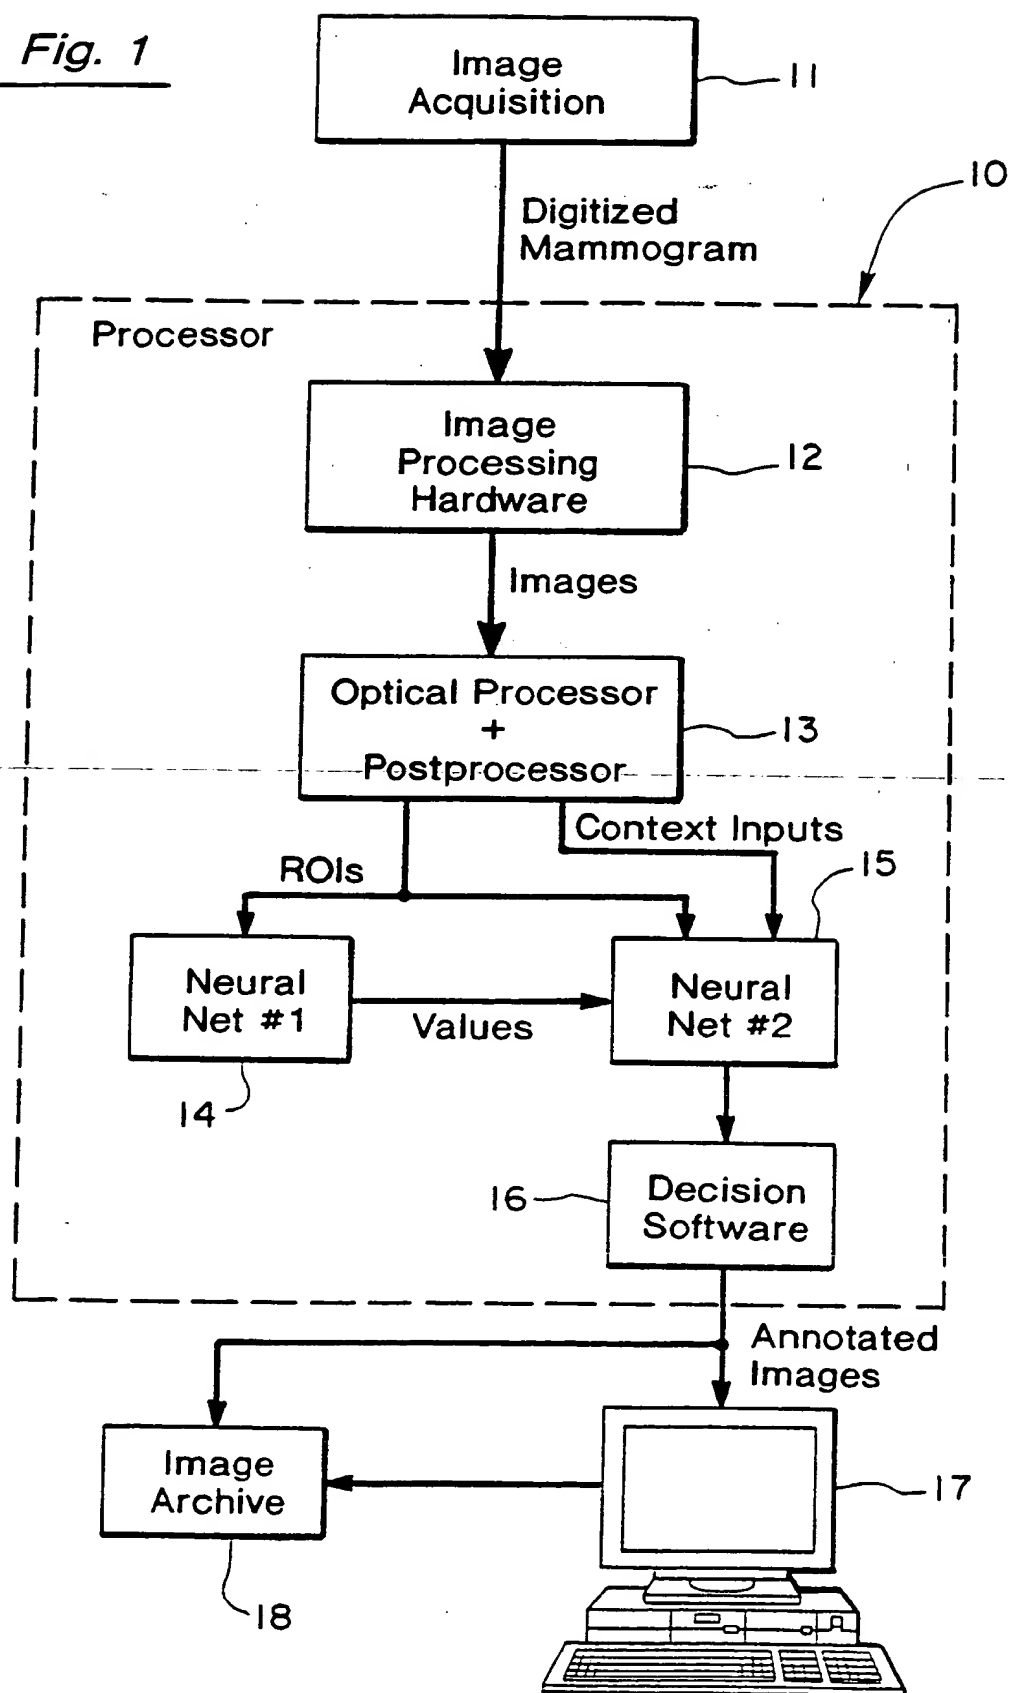 Fig. 1
Image
Acquisition
11
10
Digitized
Mammogram
Processor
Image
Processing
Hardware
12
Images
Optical Processor
+
Postprocessor
13
Context Inputs
ROIs
15
Neural
Net #1
Values
Neural
Net #2
14
16
Decision
Software
Annotated
Images
Image
Archive
17
18